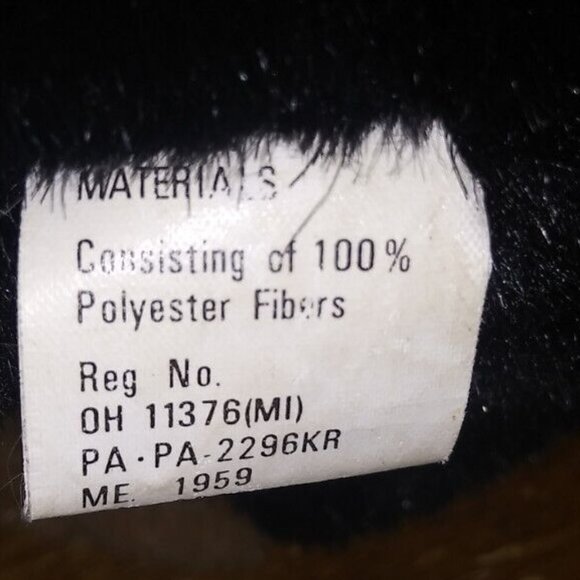 MATERIALS
Consisting of 100%
Polyester Fibers
Reg No.
OH 11376(MI)
PA·PA-2296KR
ME. 1959